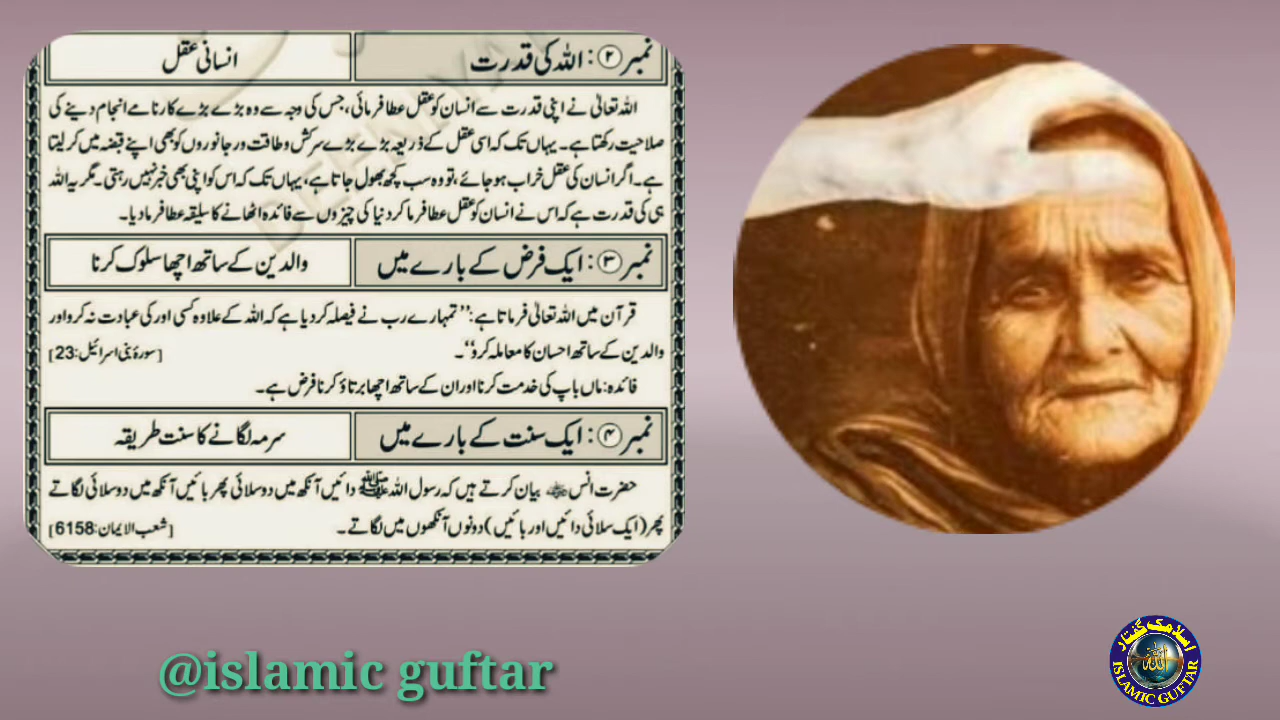 نمبر ۲ : اللہ کی قدرت
انسانی عقل
اللہ تعالیٰ نے اپنی قدرت سے انسان کو عقل عطا فرمائی، جس کی وجہ سے وہ بڑے بڑے کارنامے انجام دینے کی
صلاحیت رکھتا ہے۔ یہاں تک کہ اسی عقل کے ذریعہ بڑے بڑے سرکش و طاقت ور جانوروں کو بھی اپنے قبضہ میں کر لیتا
ہے۔ اگر انسان کی عقل خراب ہو جائے، تو وہ سب کچھ بھول جاتا ہے، یہاں تک کہ اس کو اپنی بھی خبر نہیں رہتی۔ مگر یہ اللہ
ہی کی قدرت ہے کہ اس نے انسان کو عقل عطا فرما کر دنیا کی چیزوں سے فائدہ اٹھانے کا سلیقہ عطا فرما دیا۔
نمبر ۳ : ایک فرض کے بارے میں
والدین کے ساتھ اچھا سلوک کرنا
قرآن میں اللہ تعالیٰ فرماتا ہے: ’’تمہارے رب نے فیصلہ کر دیا ہے کہ اللہ کے علاوہ کسی اور کی عبادت نہ کرو اور
والدین کے ساتھ احسان کا معاملہ کرو‘‘۔ [سورۂ بنی اسرائیل: 23]
فائدہ: ماں باپ کی خدمت کرنا اور ان کے ساتھ اچھا برتاؤ کرنا فرض ہے۔
نمبر ۴ : ایک سنت کے بارے میں
سرمہ لگانے کا سنت طریقہ
حضرت انس ؓ بیان کرتے ہیں کہ رسول اللہ ﷺ دائیں آنکھ میں دو سلائی پھر بائیں آنکھ میں دو سلائی لگاتے
پھر (ایک سلائی دائیں اور بائیں) دونوں آنکھوں میں لگاتے۔ [شعب الایمان: 6158]
@islamic guftar
اسلامک گفتار
اللہ
ISLAMIC GUFTAR